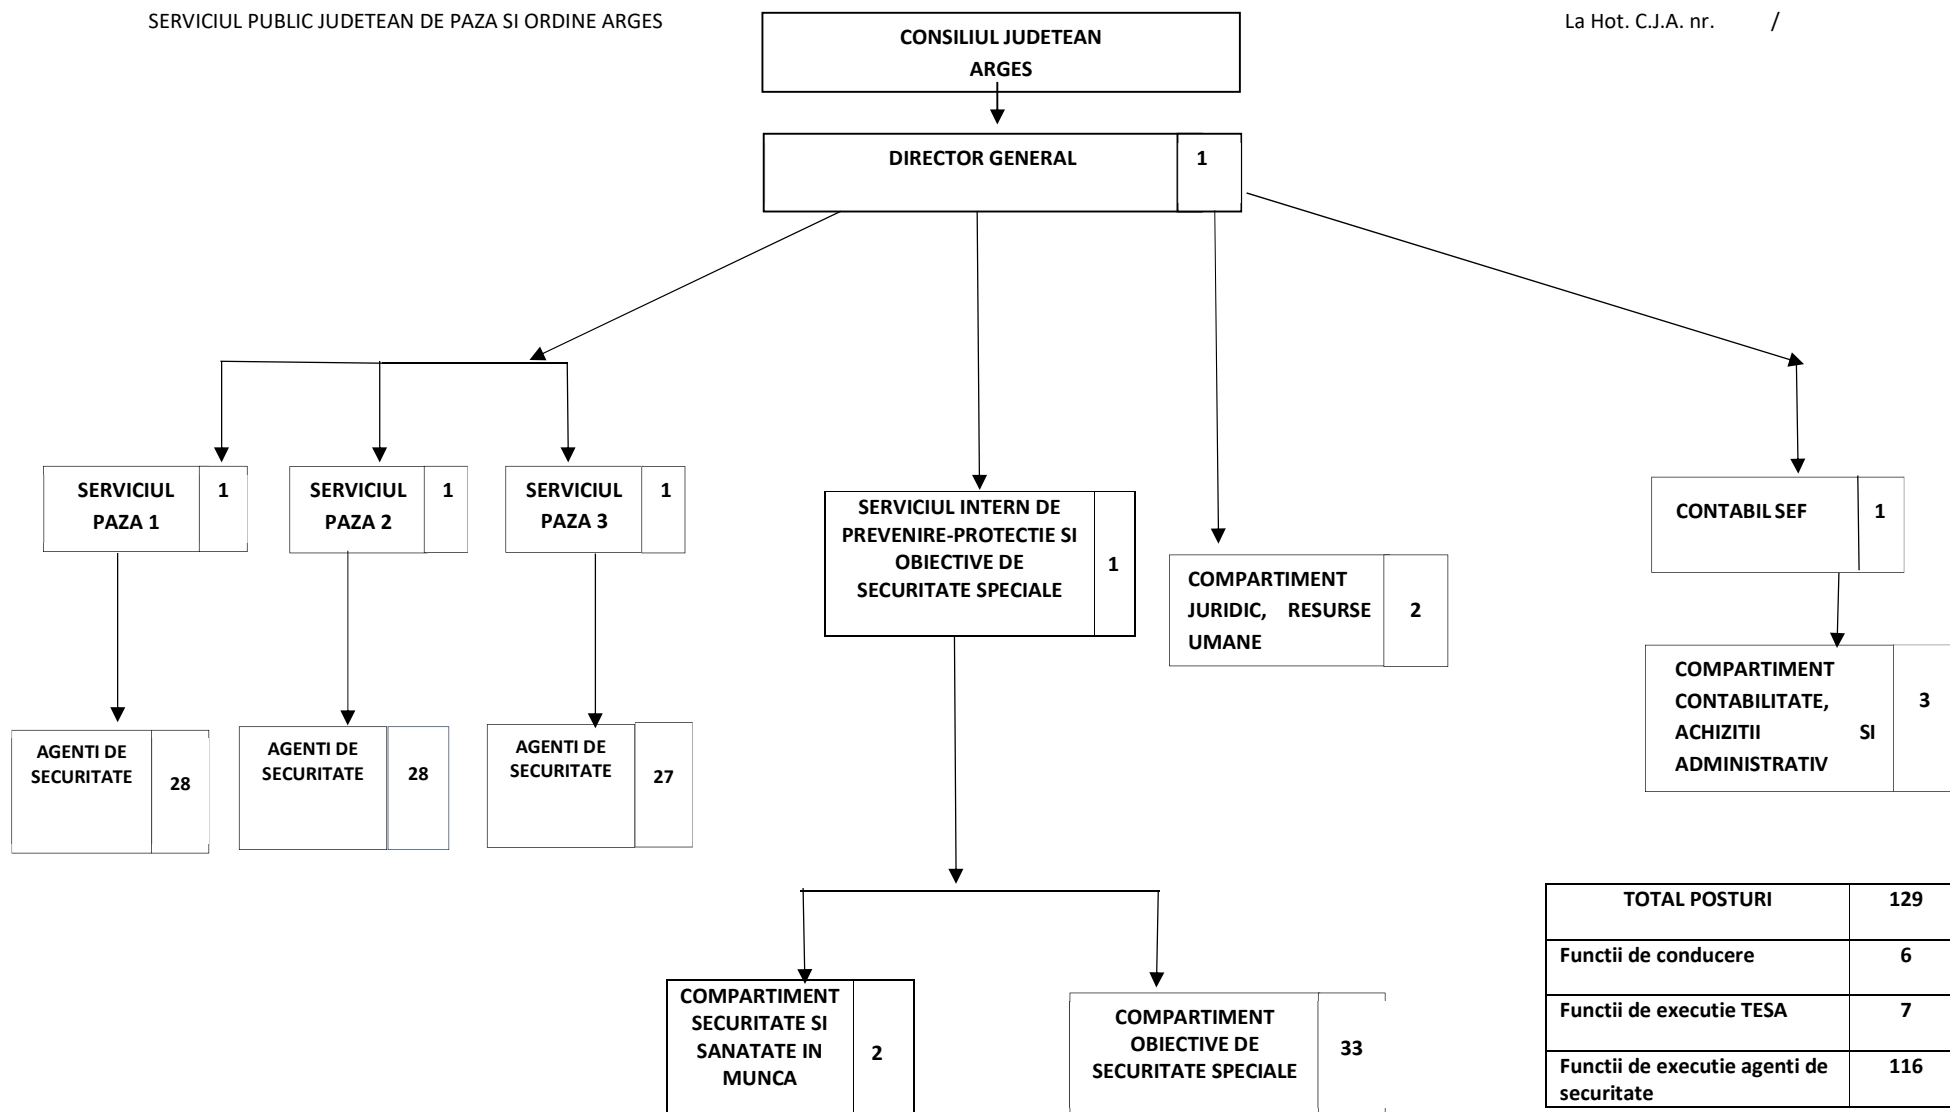 SERVICIUL PUBLIC JUDETEAN DE PAZA SI ORDINE ARGES
La Hot. C.J.A. nr. /
CONSILIUL JUDETEAN
ARGES
DIRECTOR GENERAL 1
SERVICIUL
PAZA 1
1
SERVICIUL
PAZA 2
1
SERVICIUL
PAZA 3
1
SERVICIUL INTERN DE
PREVENIRE-PROTECTIE SI
OBIECTIVE DE
SECURITATE SPECIALE
1
COMPARTIMENT
JURIDIC, RESURSE
UMANE
2
CONTABIL SEF 1
COMPARTIMENT
CONTABILITATE,
ACHIZITII SI
ADMINISTRATIV
3
AGENTI DE
SECURITATE
28
AGENTI DE
SECURITATE
28
AGENTI DE
SECURITATE
27
COMPARTIMENT
SECURITATE SI
SANATATE IN
MUNCA
2
COMPARTIMENT
OBIECTIVE DE
SECURITATE SPECIALE
33
TOTAL POSTURI 129
Functii de conducere 6
Functii de executie TESA 7
Functii de executie agenti de
securitate
116